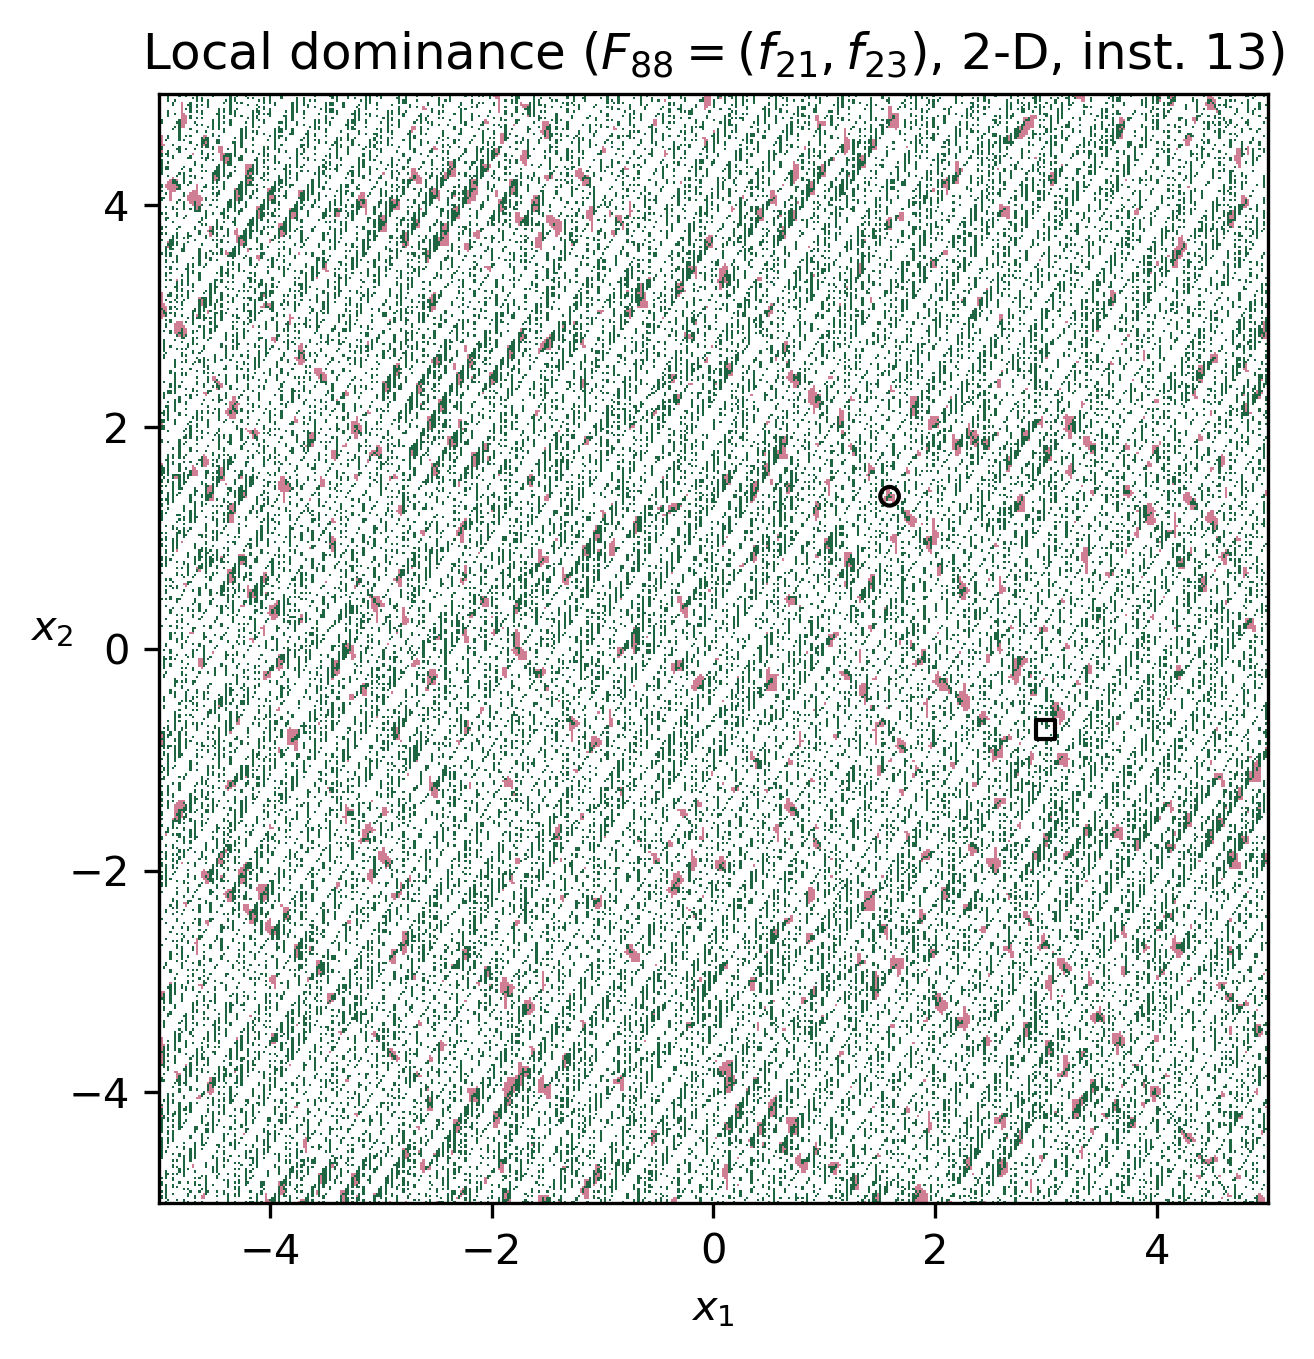 Local dominance (F₈₈ = (f₂₁, f₂₃), 2-D, inst. 13)
4
2
0
−2
−4
x₂
−4 −2 0 2 4
x₁